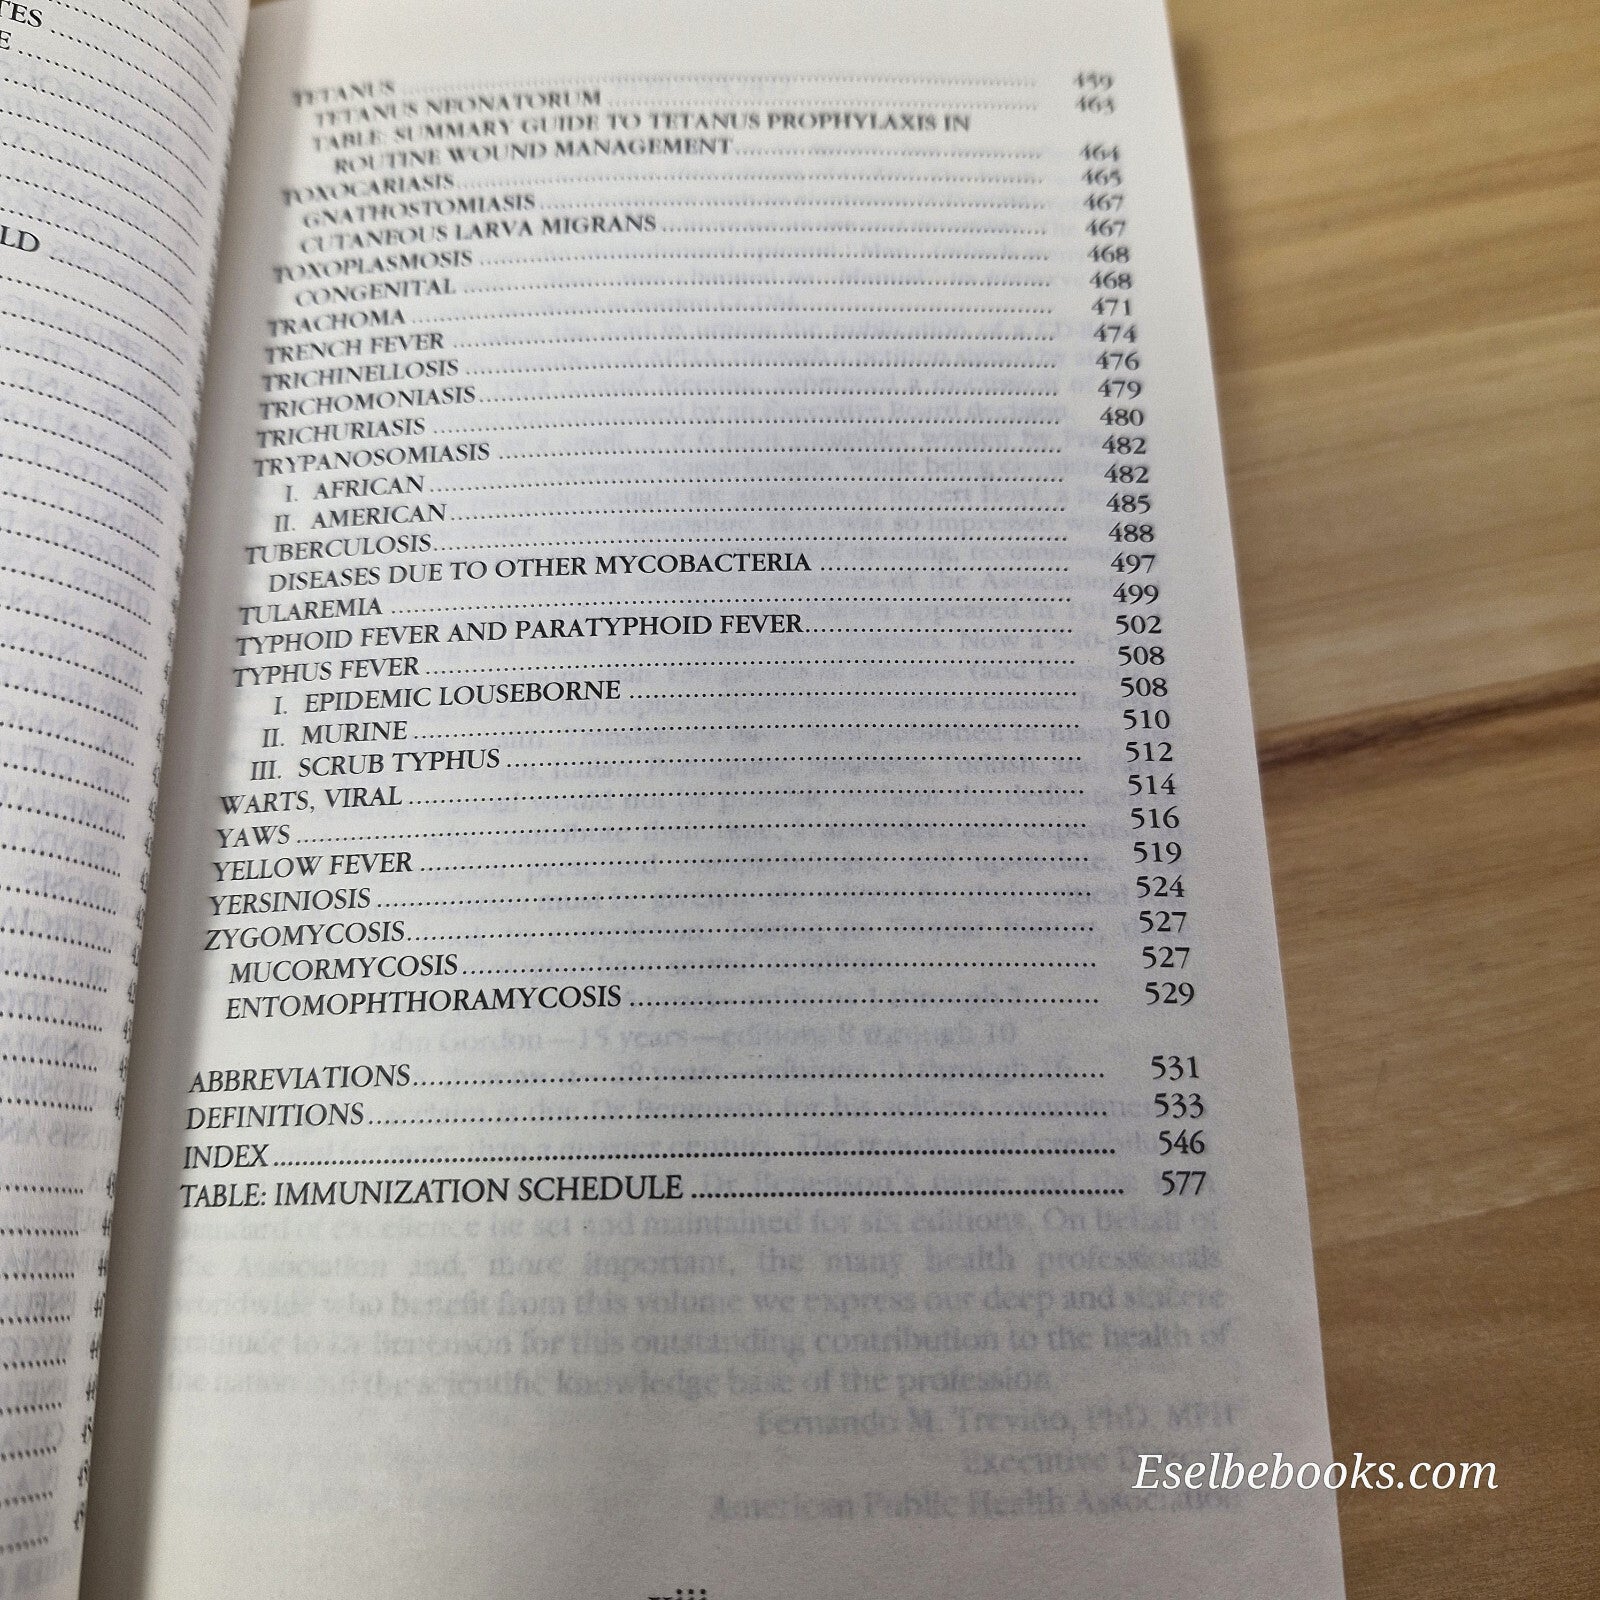 TETANUS ........ 459
TETANUS NEONATORUM ........ 463
TABLE: SUMMARY GUIDE TO TETANUS PROPHYLAXIS IN
ROUTINE WOUND MANAGEMENT ........ 464
TOXOCARIASIS ........ 465
GNATHOSTOMIASIS ........ 467
CUTANEOUS LARVA MIGRANS ........ 467
TOXOPLASMOSIS ........ 468
CONGENITAL ........ 468
TRACHOMA ........ 471
TRENCH FEVER ........ 474
TRICHINELLOSIS ........ 476
TRICHOMONIASIS ........ 479
TRICHURIASIS ........ 480
TRYPANOSOMIASIS ........ 482
I. AFRICAN ........ 482
II. AMERICAN ........ 485
TUBERCULOSIS ........ 488
DISEASES DUE TO OTHER MYCOBACTERIA ........ 497
TULAREMIA ........ 499
TYPHOID FEVER AND PARATYPHOID FEVER ........ 502
TYPHUS FEVER ........ 508
I. EPIDEMIC LOUSEBORNE ........ 508
II. MURINE ........ 510
III. SCRUB TYPHUS ........ 512
WARTS, VIRAL ........ 514
YAWS ........ 516
YELLOW FEVER ........ 519
YERSINIOSIS ........ 524
ZYGOMYCOSIS ........ 527
MUCORMYCOSIS ........ 527
ENTOMOPHTHORAMYCOSIS ........ 529
ABBREVIATIONS ........ 531
DEFINITIONS ........ 533
INDEX ........ 546
TABLE: IMMUNIZATION SCHEDULE ........ 577
Eselbebooks.com